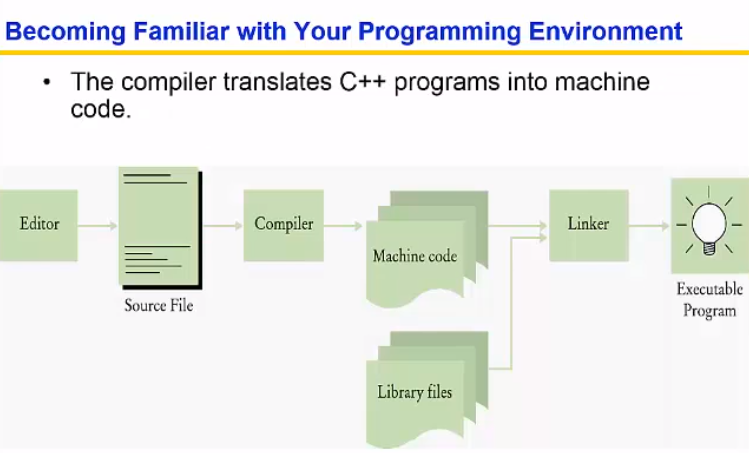 Becoming Familiar with Your Programming Environment
• The compiler translates C++ programs into machine
code.
Editor
Source File
Compiler
Machine code
Library files
Linker
Executable
Program